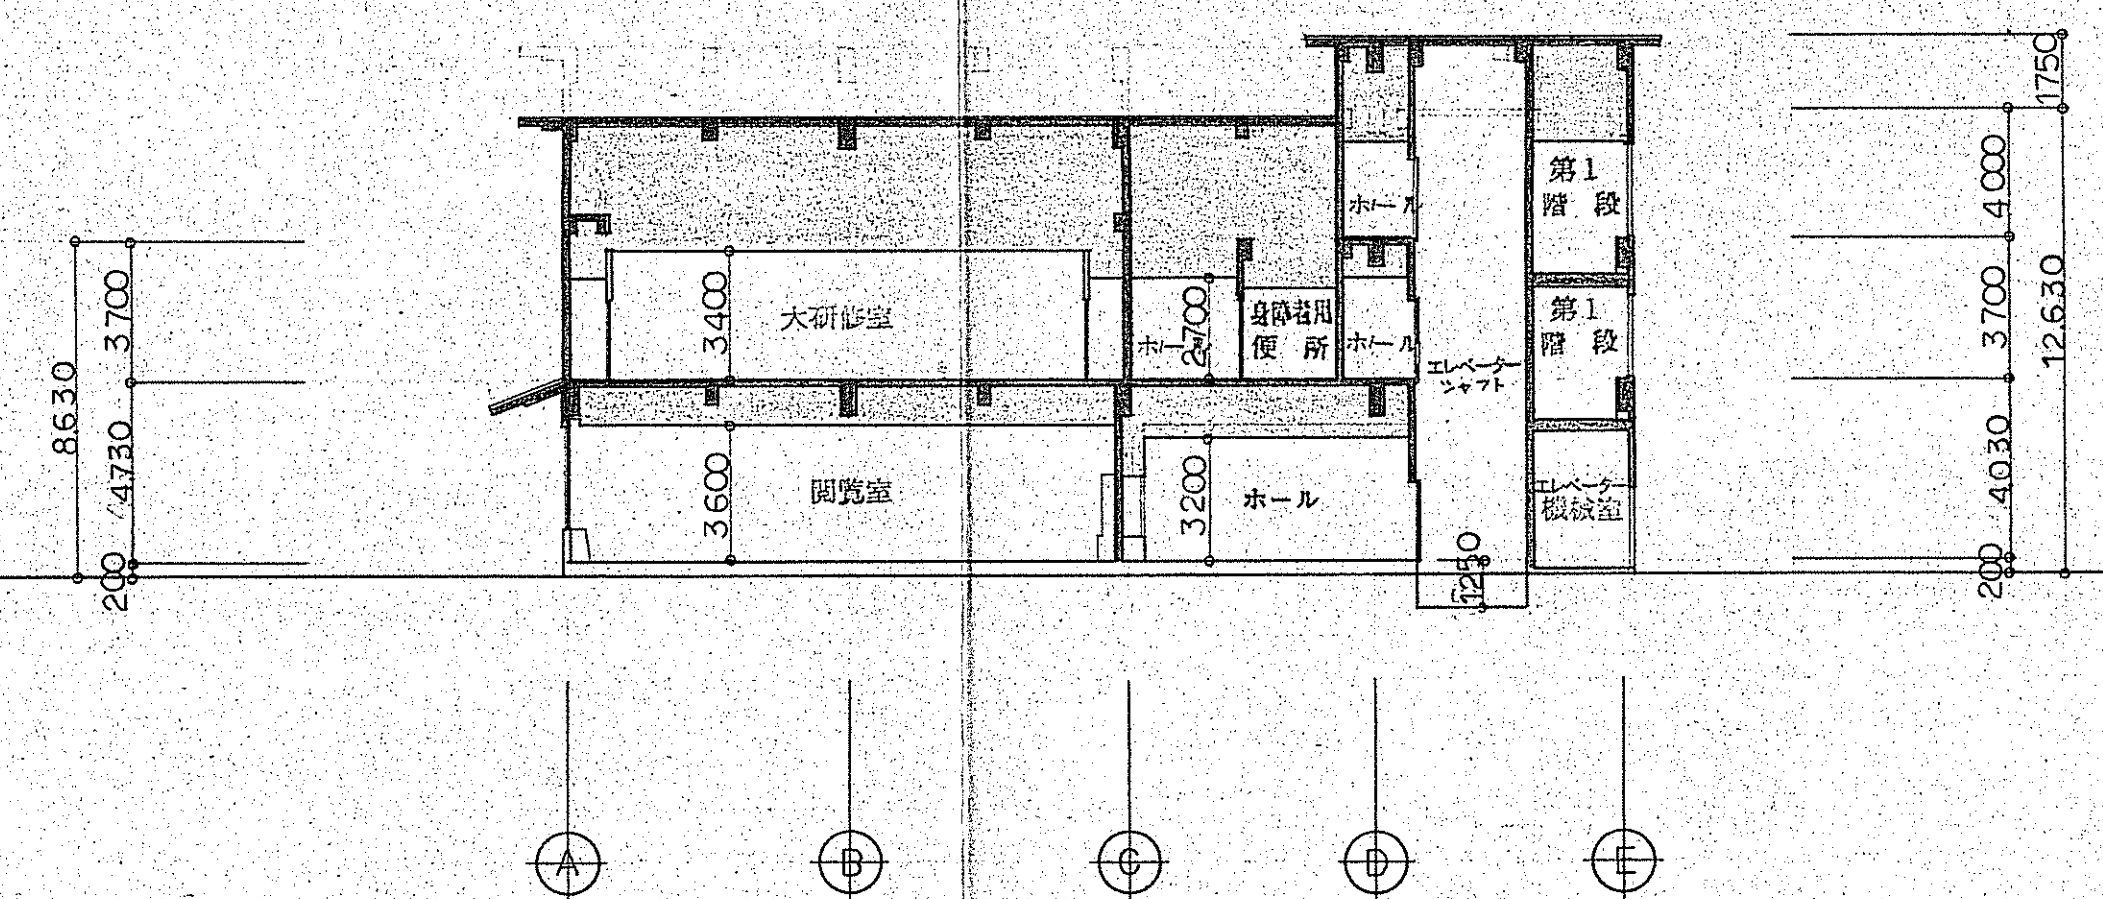 1750
4000
第1
階 段
ホール
3700
8630
3700
3400
大研修室
2700
ホール
身障者用
便 所
ホール
第1
階 段
エレベーター
シャフト
12,630
4730
3600
閲覧室
3200
ホール
エレベーター
機械室
4030
200
1250
200
A
B
C
D
E